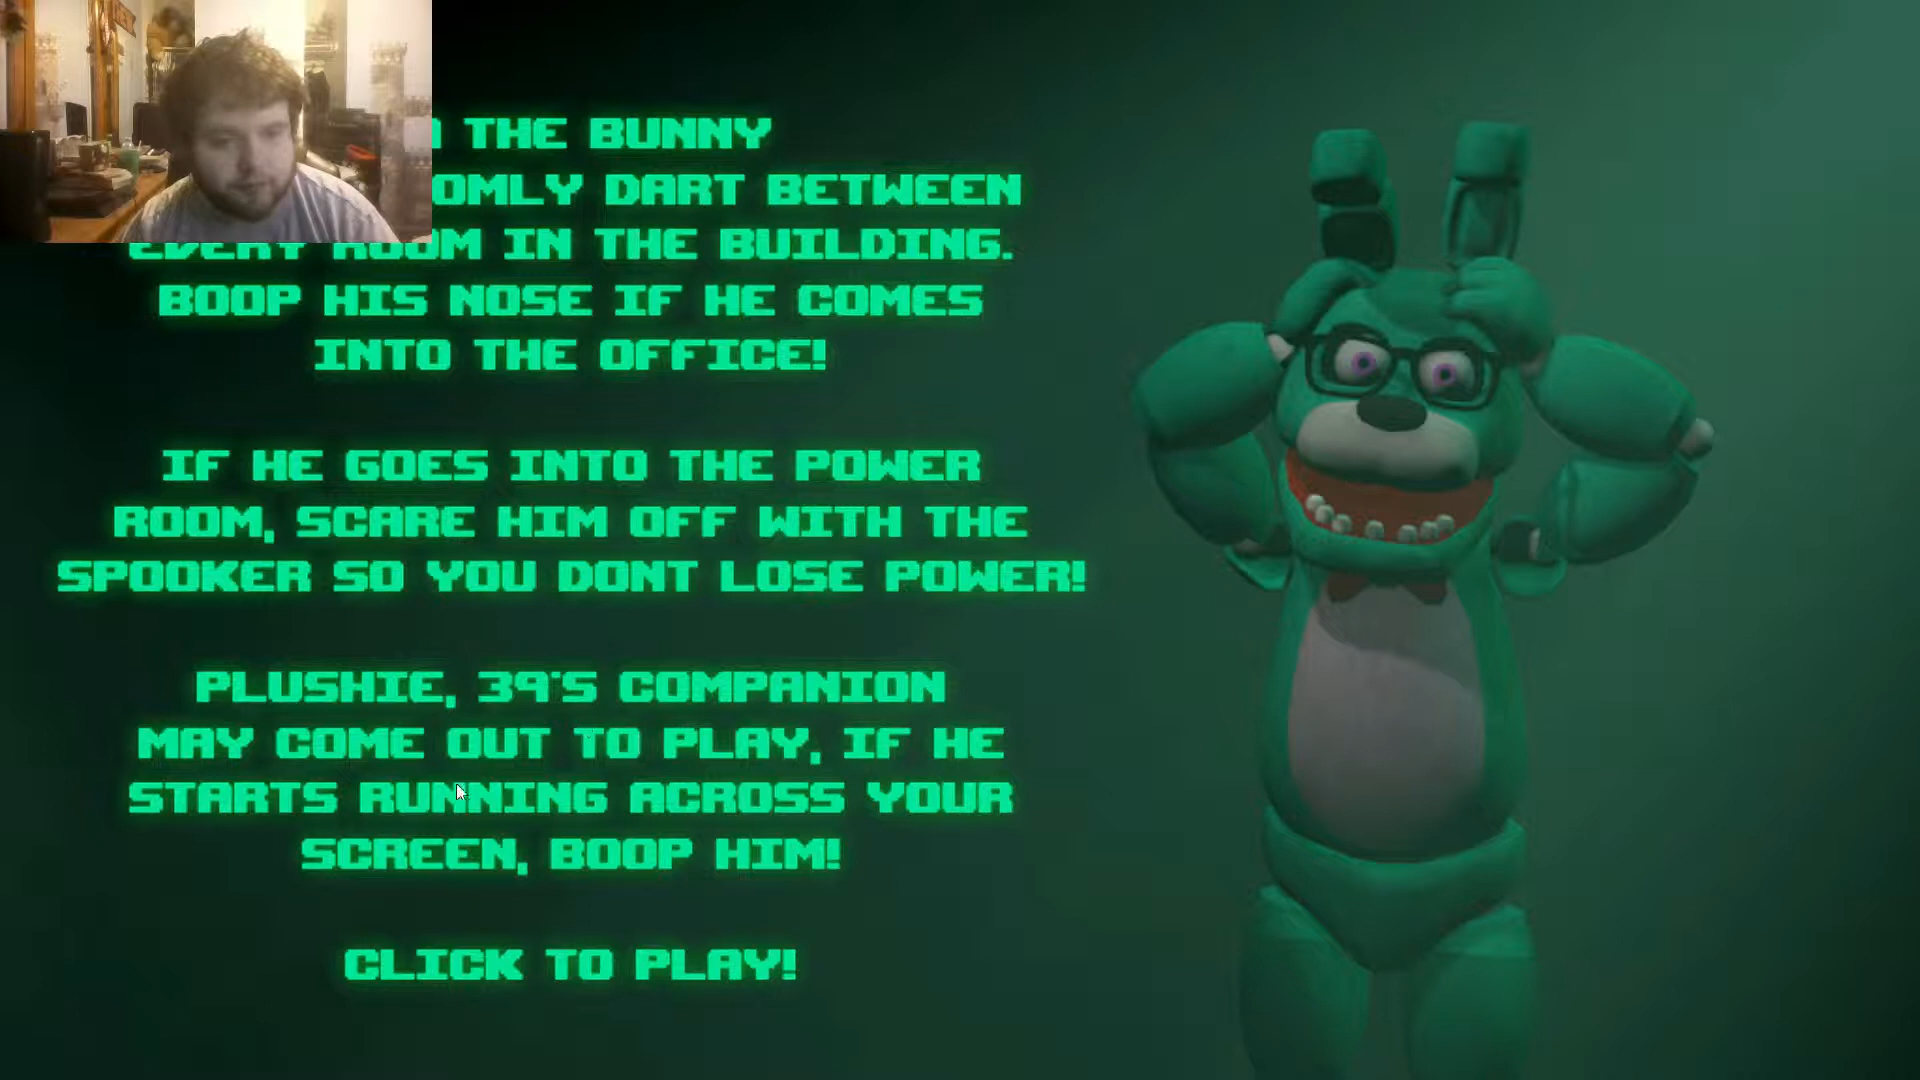 THE BUNNY
DART BETWEEN
EVERY ROOM IN THE BUILDING.
BOOP HIS NOSE IF HE COMES
INTO THE OFFICE!
IF HE GOES INTO THE POWER
ROOM, SCARE HIM OFF WITH THE
SPOOKER SO YOU DONT LOSE POWER!
PLUSHIE, 39'S COMPANION
MAY COME OUT TO PLAY, IF HE
STARTS RUNNING ACROSS YOUR
SCREEN, BOOP HIM!
CLICK TO PLAY!